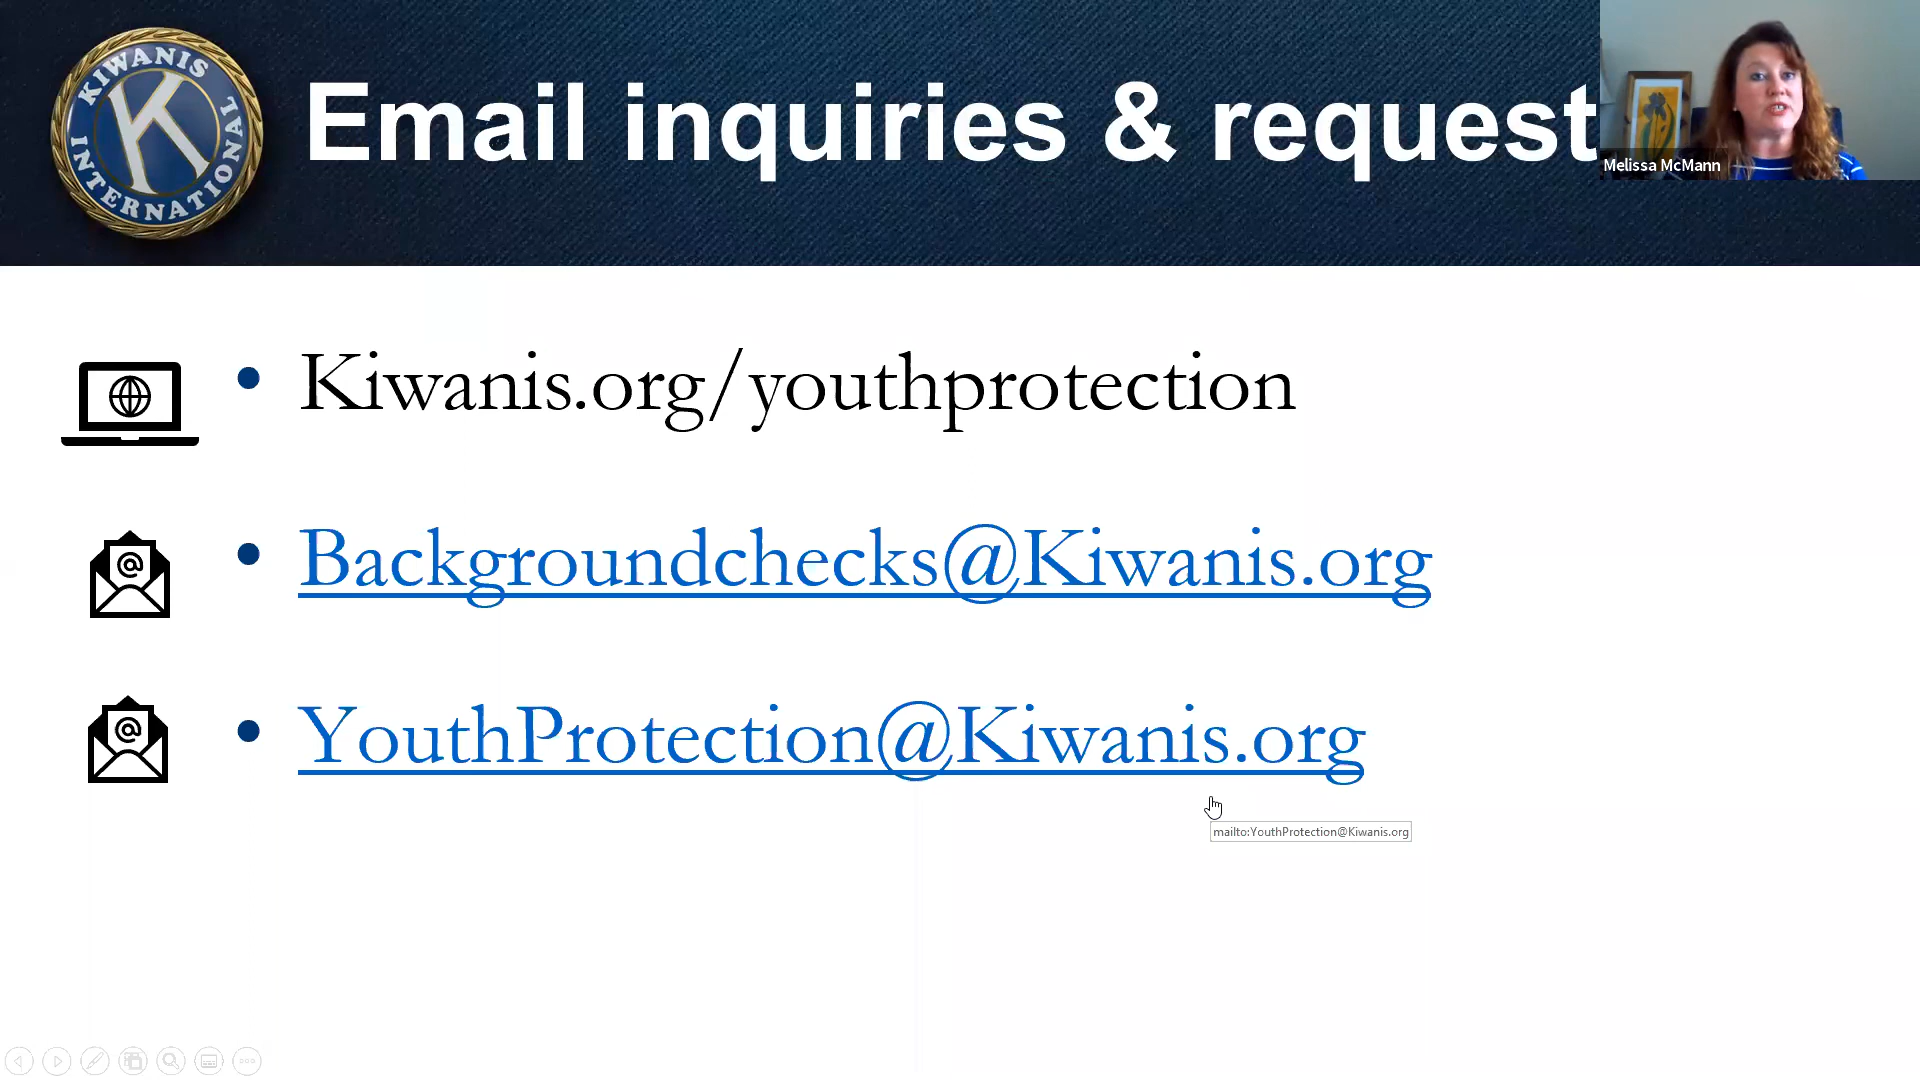 KIWANIS
K
INTERNATIONAL
Email inquiries & request
Melissa McMann
• Kiwanis.org/youthprotection
@
• Backgroundchecks@Kiwanis.org
@
• YouthProtection@Kiwanis.org
mailto:YouthProtection@Kiwanis.org